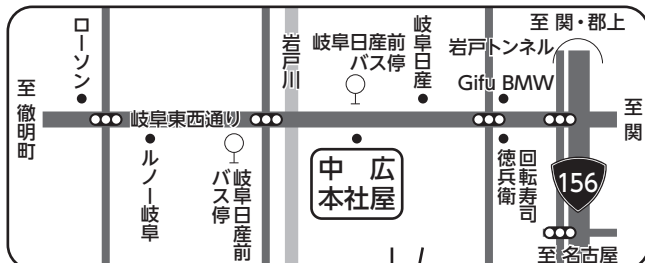 ローソン
至 徹明町
岩戸川
岐阜日産前
バス停
岐阜日産
岩戸トンネル
至 関・郡上
Gifu BMW
至 関
岐阜東西通り
ルノー岐阜
岐阜日産前
バス停
中広
本社屋
回転寿司
徳兵衛
156
至 名古屋